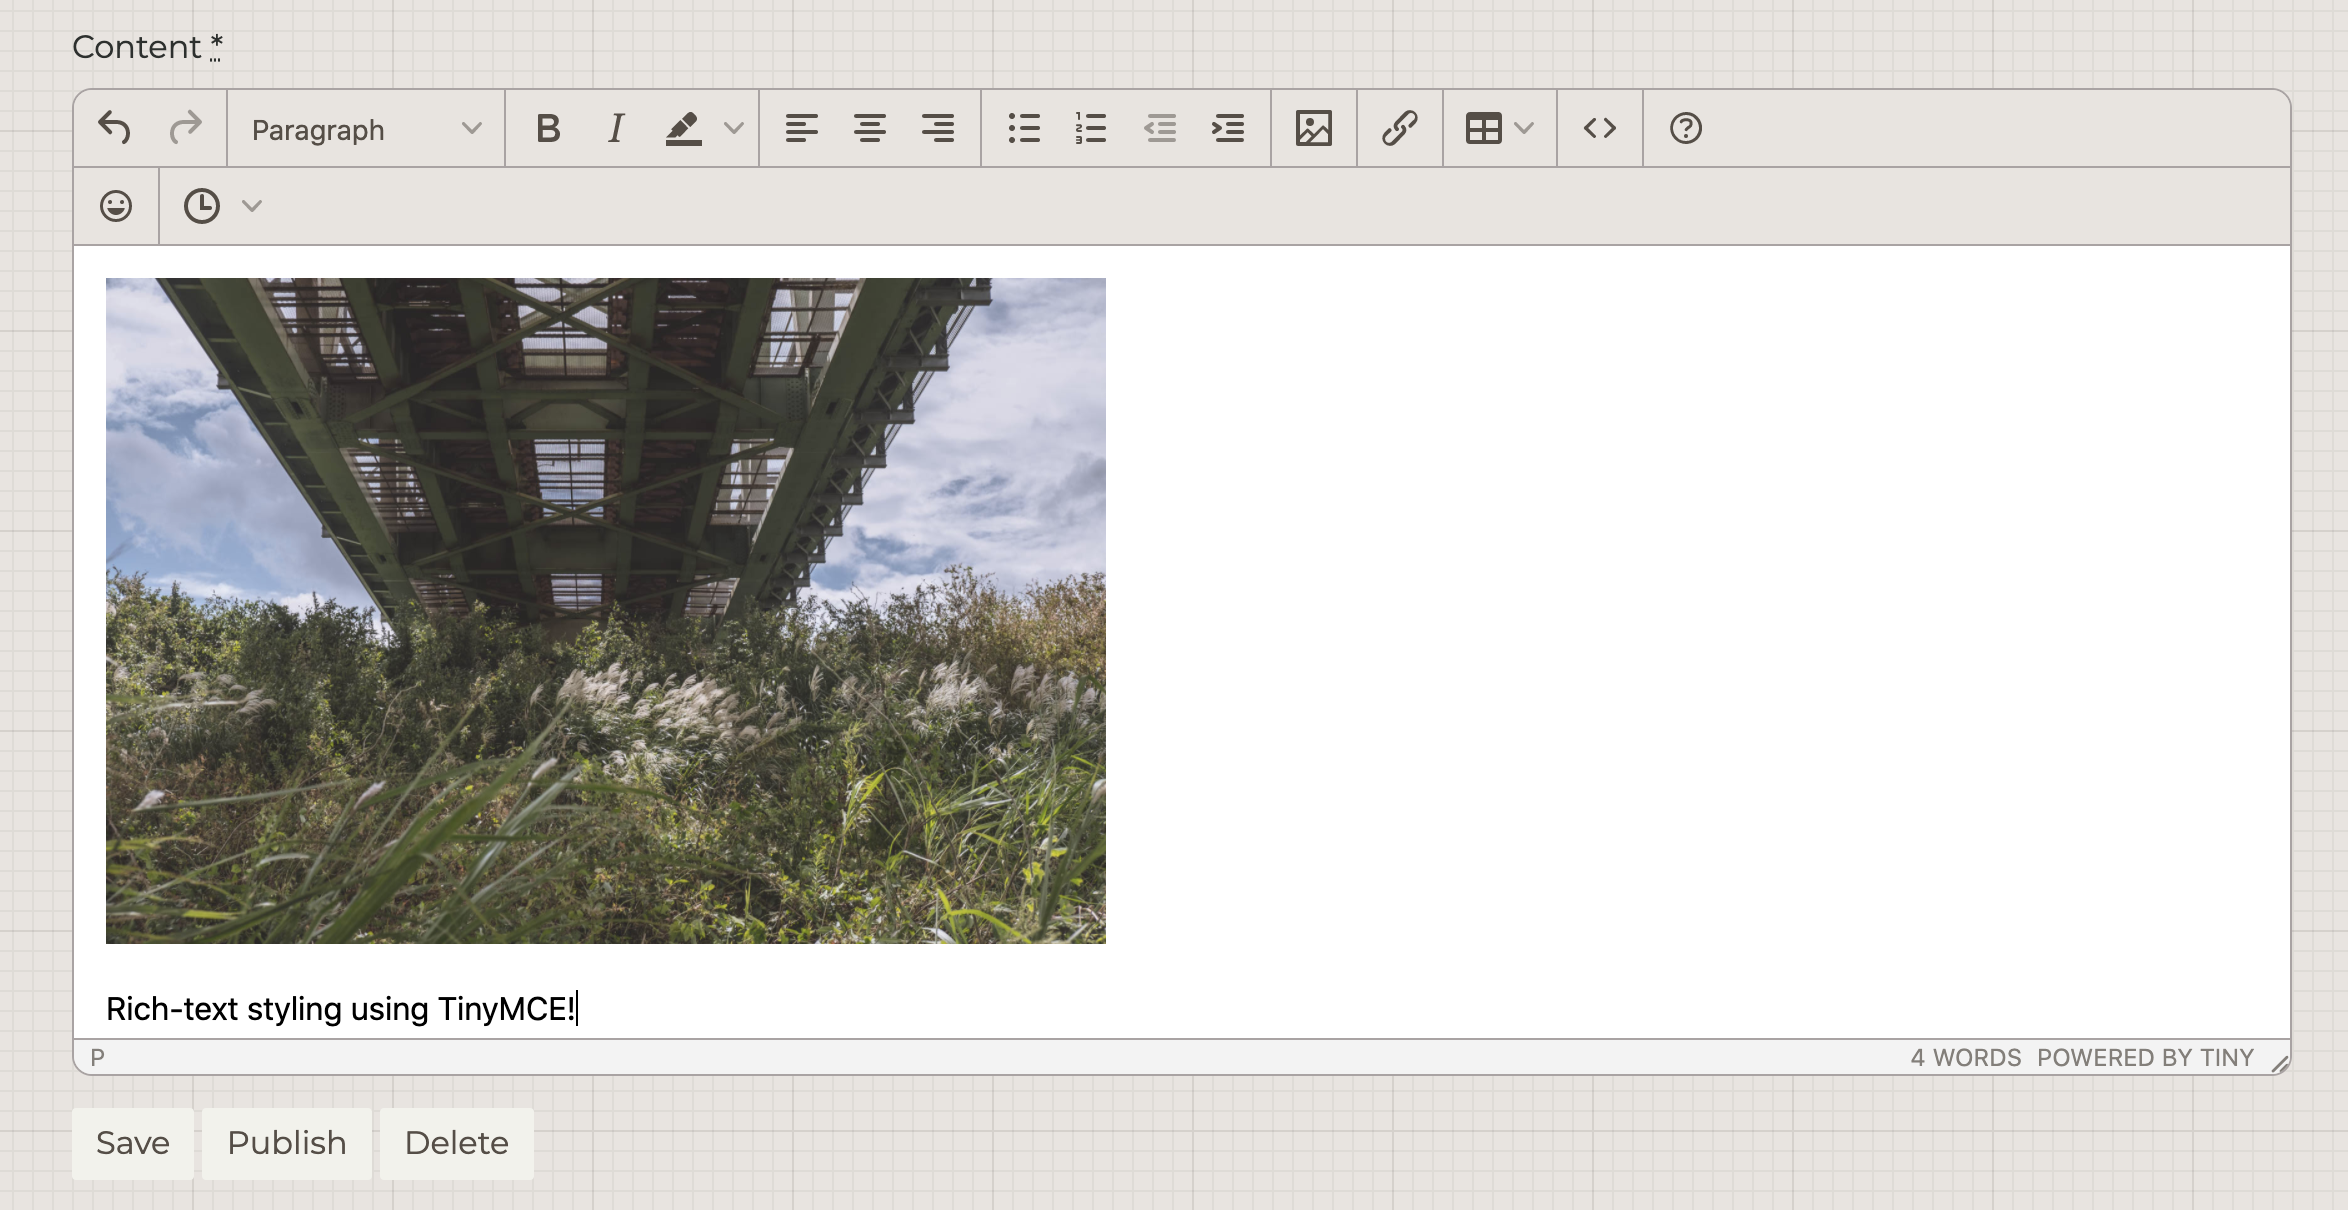 Content *
Paragraph
B I
Rich-text styling using TinyMCE!
P
4 WORDS POWERED BY TINY
Save Publish Delete